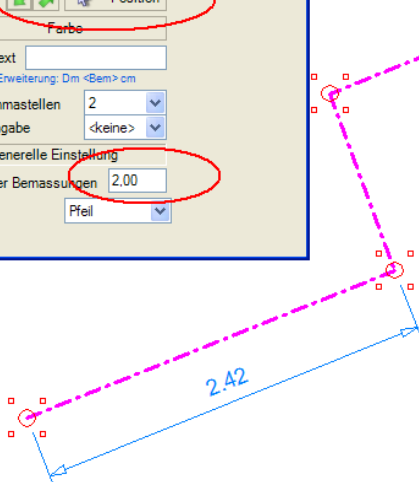 Position
Farbe
ext
Erweiterung: Dm <Bem> cm
mastellen 2
gabe <keine>
enerelle Einstellung
er Bemassungen 2,00
Pfeil
2.42